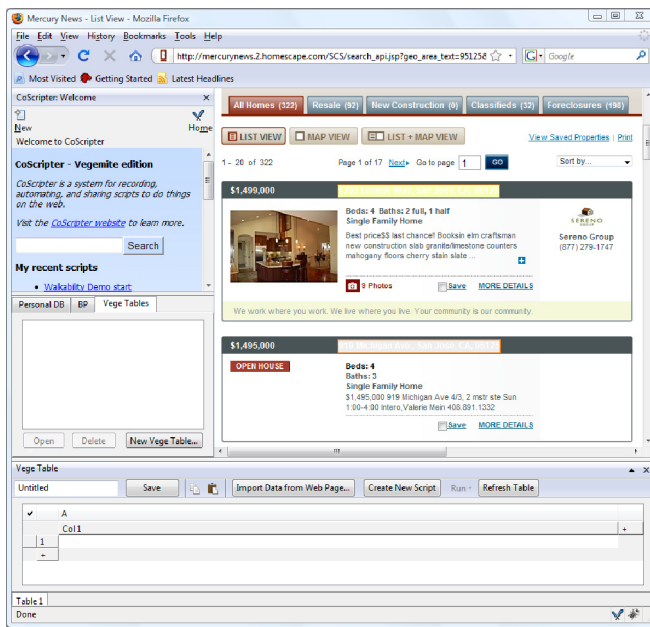 Mercury News - List View - Mozilla Firefox
File Edit View History Bookmarks Tools Help
http://mercurynews.2.homescape.com/SCS/search_api.jsp?geo_area_text=95125&
Google
Most Visited Getting Started Latest Headlines
CoScripter: Welcome
New Home
Welcome to CoScripter
CoScripter - Vegemite edition
CoScripter is a system for recording,
automating, and sharing scripts to do things
on the web.
Visit the CoScripter website to learn more.
Search
My recent scripts
Walkability Demo start
Personal DB BP Vege Tables
Open Delete New Vege Table...
All Homes (322) Resale (92) New Construction (0) Classifieds (32) Foreclosures (198)
LIST VIEW MAP VIEW LIST + MAP VIEW View Saved Properties | Print
1 - 20 of 322 Page 1 of 17 Next Go to page 1 GO Sort by...
$1,499,000
Beds: 4 Baths: 2 full, 1 half
Single Family Home
Best price$$ last chance! Booksin elm craftsman
new construction slab granite/limestone counters
mahogany floors cherry stain slate ...
SERENO
GROUP
Sereno Group
(877) 279-1747
9 Photos Save MORE DETAILS
We work where you work. We live where you live. Your community is our community.
$1,495,000 919 Michigan Ave, San Jose, CA, 95125
OPEN HOUSE
Beds: 4
Baths: 3
Single Family Home
$1,495,000 919 Michigan Ave 4/3, 2 mstr ste Sun
1:00-4:00 Intero,Valerie Mein 408.891.1332
Save MORE DETAILS
Vege Table
Untitled Save Import Data from Web Page... Create New Script Run Refresh Table
A
Col1 +
1
+
Table1
Done